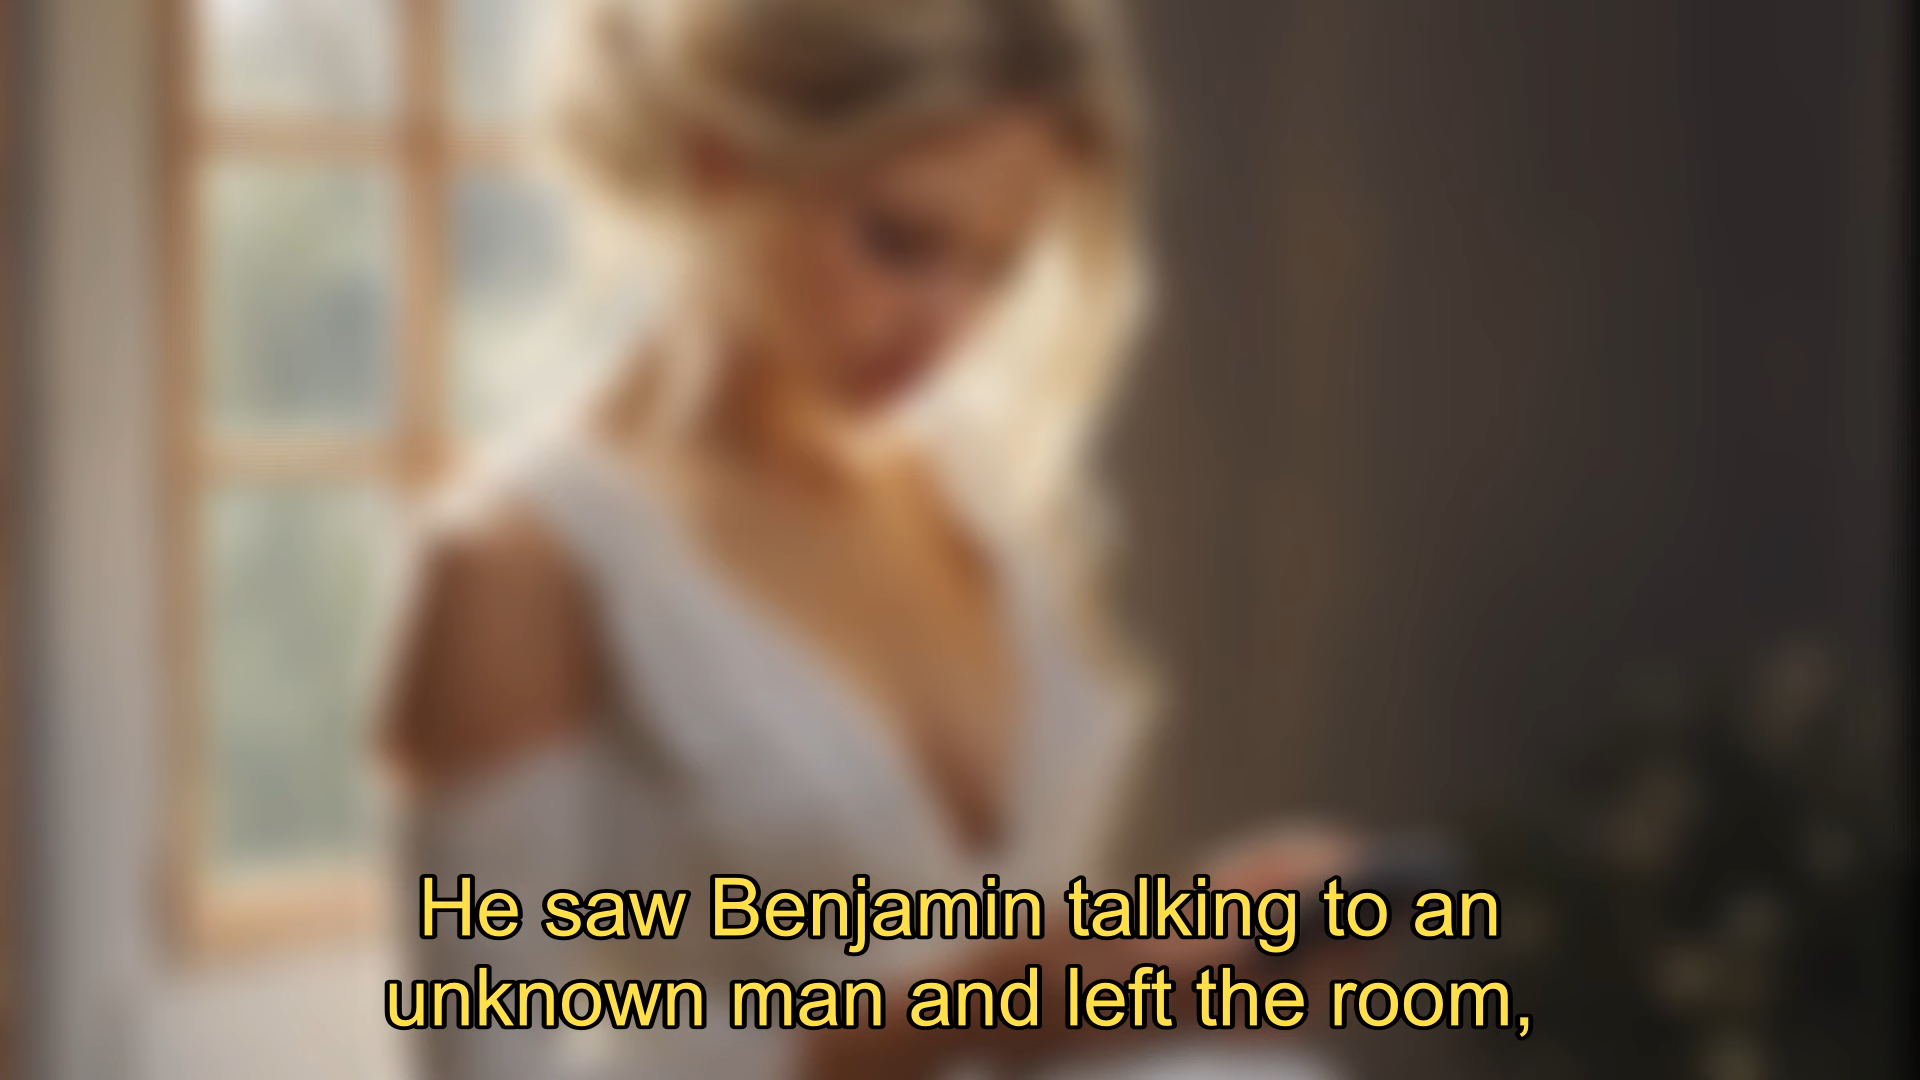 He saw Benjamin talking to an
unknown man and left the room,